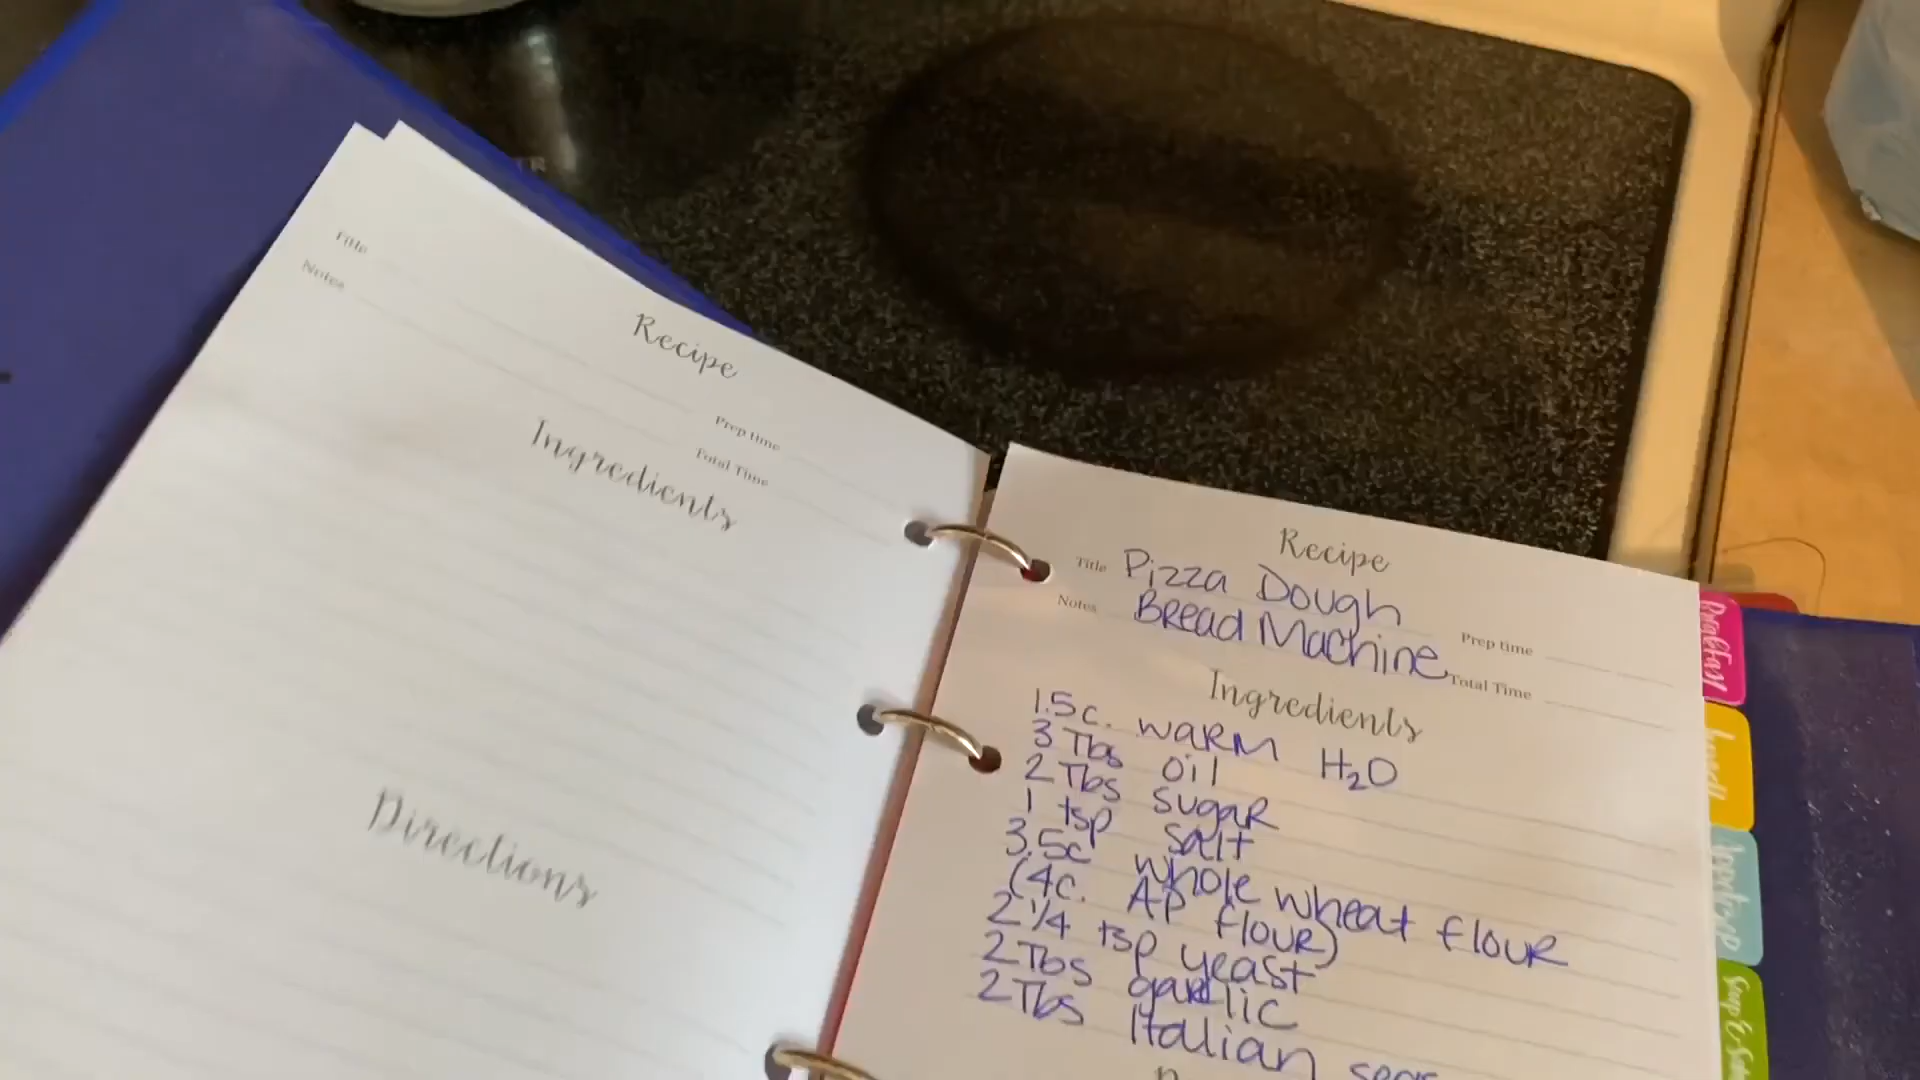 Recipe
Title
Notes
Prep time
Total Time
Ingredients
Directions
Recipe
Title Pizza Dough
Notes Bread Machine
Prep time
Total Time
Ingredients
1.5c. warm H₂O
3 Tbs oil
2 Tbs sugar
1 tsp salt
3.5c whole wheat flour
(4c. AP flour)
2 1/4 tsp yeast
2 Tbs garlic
2 Tbs Italian
Breakfast